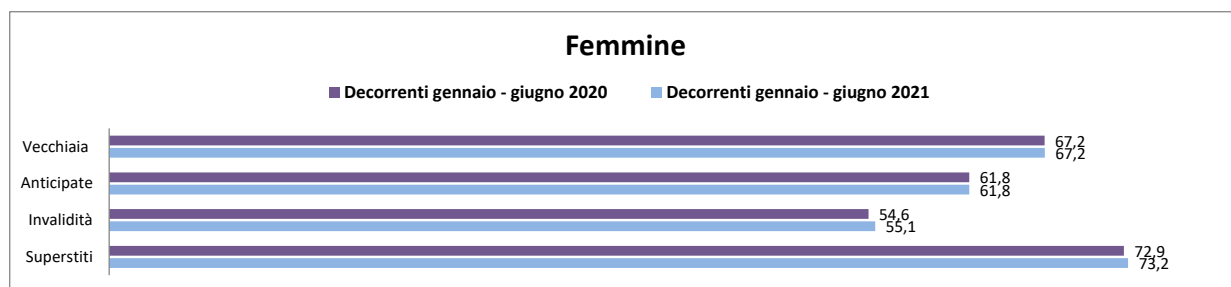 Femmine
Decorrenti gennaio - giugno 2020 Decorrenti gennaio - giugno 2021
Vecchiaia 67,2
67,2
Anticipate 61,8
61,8
Invalidità 54,6
55,1
Superstiti 72,9
73,2